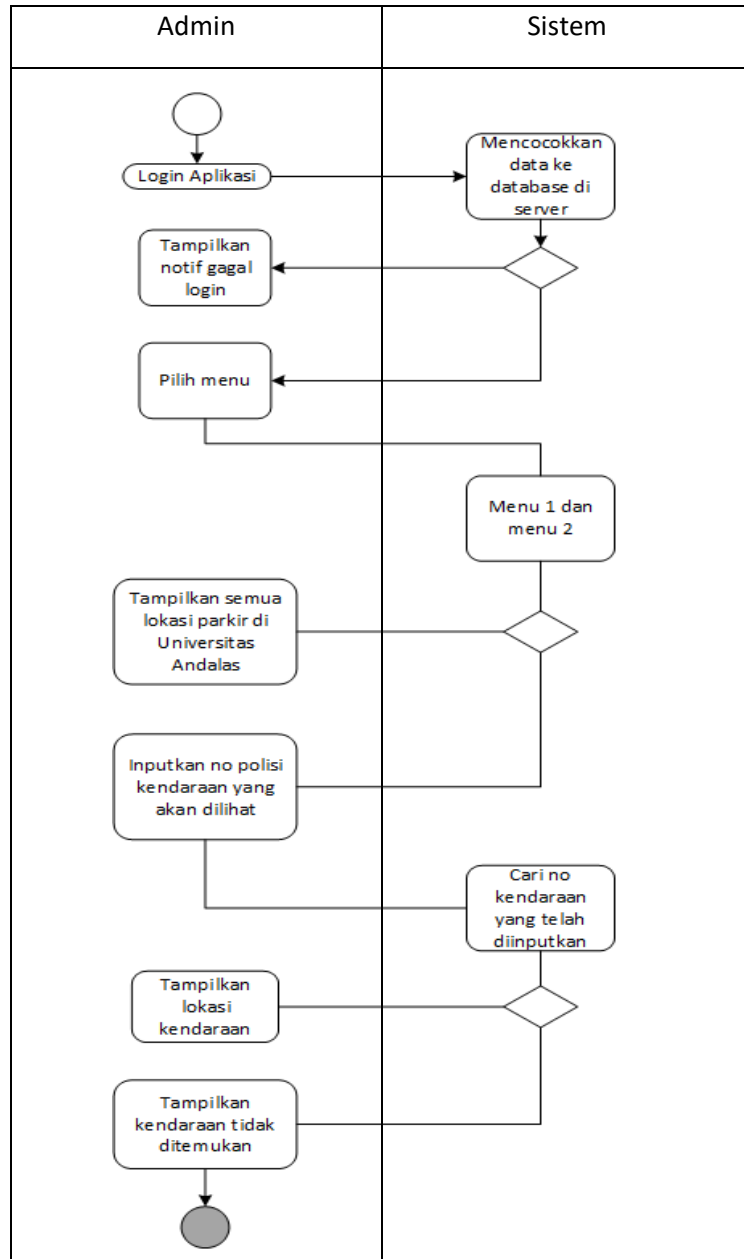 Admin
Sistem
Login Aplikasi
Mencocokkan
data ke
database di
server
Tampilkan
notif gagal
login
Pilih menu
Menu 1 dan
menu 2
Tampilkan semua
lokasi parkir di
Universitas
Andalas
Inputkan no polisi
kendaraan yang
akan dilihat
Cari no
kendaraan
yang telah
diinputkan
Tampilkan
lokasi
kendaraan
Tampilkan
kendaraan tidak
ditemukan